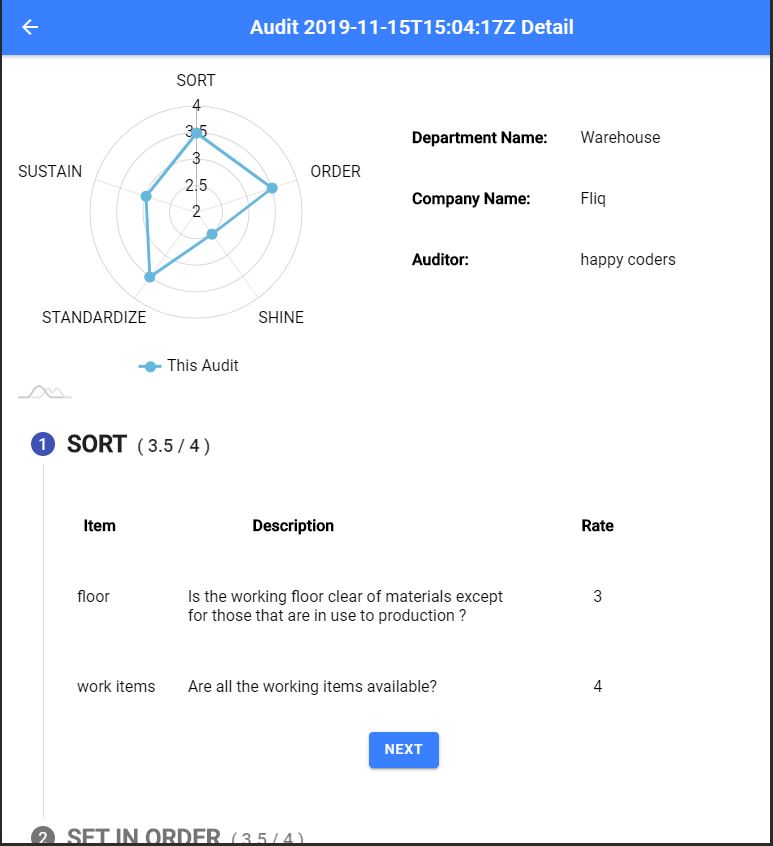 Audit 2019-11-15T15:04:17Z Detail
SORT
4
3.5
3
2.5
2
SUSTAIN
ORDER
STANDARDIZE
SHINE
This Audit
Department Name: Warehouse
Company Name: Fliq
Auditor: happy coders
1 SORT ( 3.5 / 4 )
Item Description Rate
floor Is the working floor clear of materials except 3
for those that are in use to production ?
work items Are all the working items available? 4
NEXT
2 SET IN ORDER ( 3.5 / 4 )